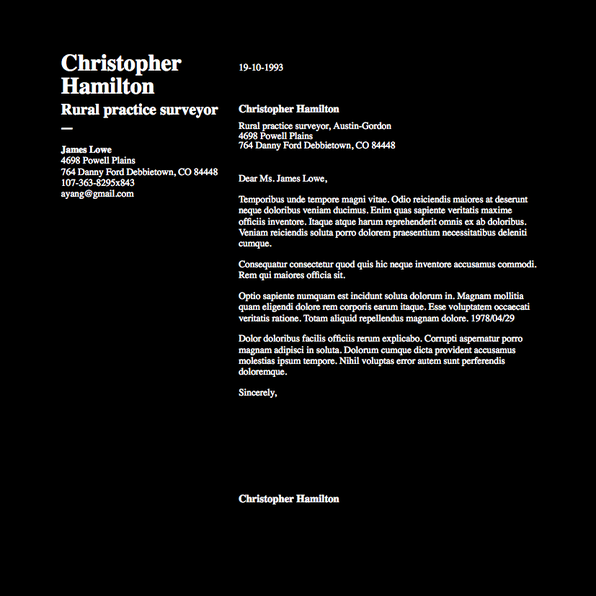 Christopher
Hamilton
Rural practice surveyor
—
James Lowe
4698 Powell Plains
764 Danny Ford Debbietown, CO 84448
107-363-8295x843
ayang@gmail.com
19-10-1993
Christopher Hamilton
Rural practice surveyor, Austin-Gordon
4698 Powell Plains
764 Danny Ford Debbietown, CO 84448
Dear Ms. James Lowe,
Temporibus unde tempore magni vitae. Odio reiciendis maiores at deserunt
neque doloribus veniam ducimus. Enim quas sapiente veritatis maxime
officiis inventore. Itaque atque harum reprehenderit omnis ex ab doloribus.
Veniam reiciendis soluta porro dolorem praesentium necessitatibus deleniti
cumque.
Consequatur consectetur quod quis hic neque inventore accusamus commodi.
Rem qui maiores officia sit.
Optio sapiente numquam est incidunt soluta dolorum in. Magnam mollitia
quam eligendi dolore rem corporis earum itaque. Esse voluptatem occaecati
veritatis ratione. Totam aliquid repellendus magnam dolore. 1978/04/29
Dolor doloribus facilis officiis rerum explicabo. Corrupti aspernatur porro
magnam adipisci in soluta. Dolorum cumque dicta provident accusamus
molestias ipsum tempore. Nihil voluptas error autem sunt perferendis
doloremque.
Sincerely,
Christopher Hamilton